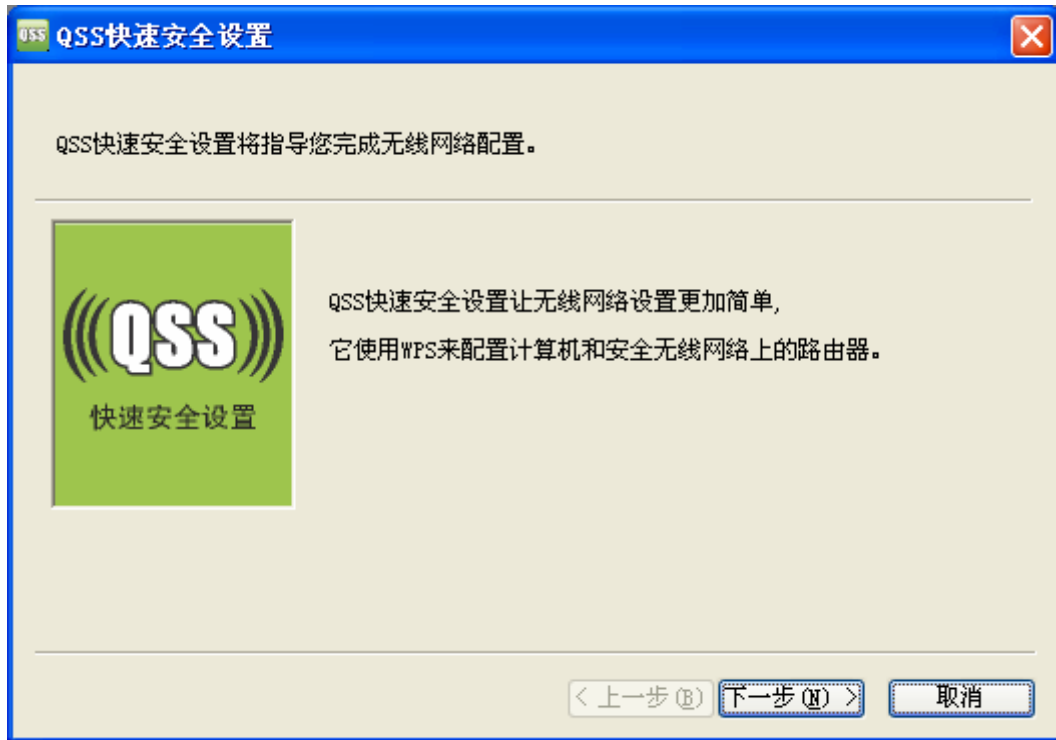 QSS QSS快速安全设置
QSS快速安全设置将指导您完成无线网络配置。
(((QSS)))
快速安全设置
QSS快速安全设置让无线网络设置更加简单,
它使用WPS来配置计算机和安全无线网络上的路由器。
< 上一步(B) 下一步(N) > 取消